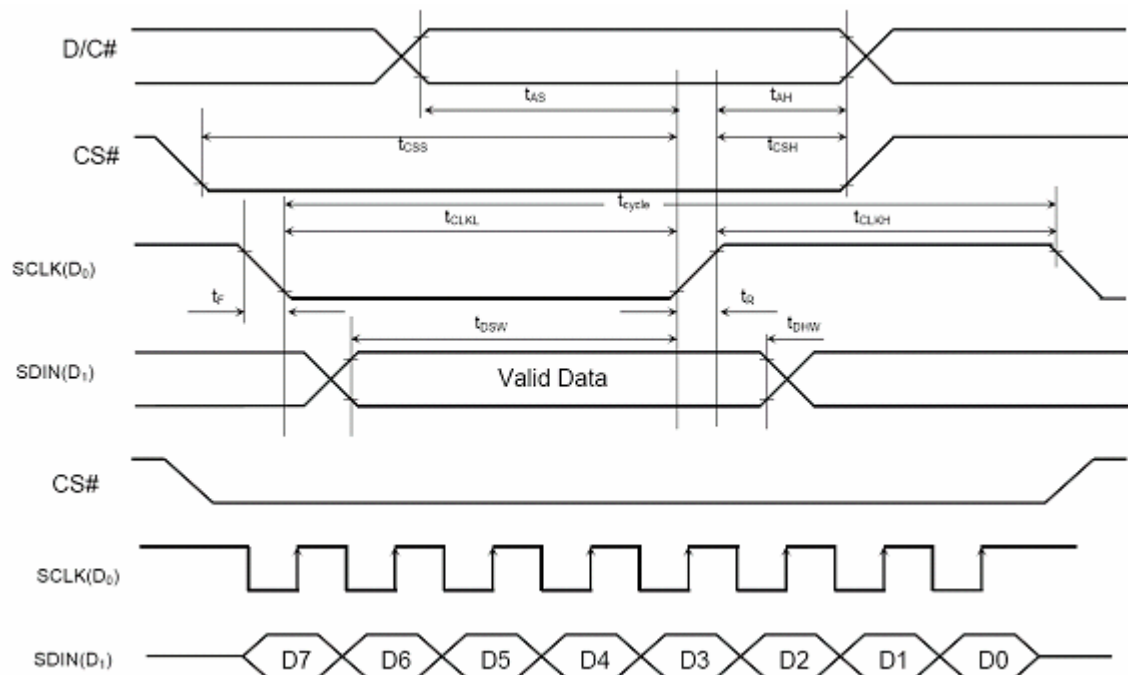 D/C#
tAS
tAH
CS#
tCSS
tCSH
tcycle
tCLKL
tCLKH
SCLK(D0)
tF
tR
tDSW
tDHW
SDIN(D1)
Valid Data
CS#
SCLK(D0)
SDIN(D1)
D7 D6 D5 D4 D3 D2 D1 D0